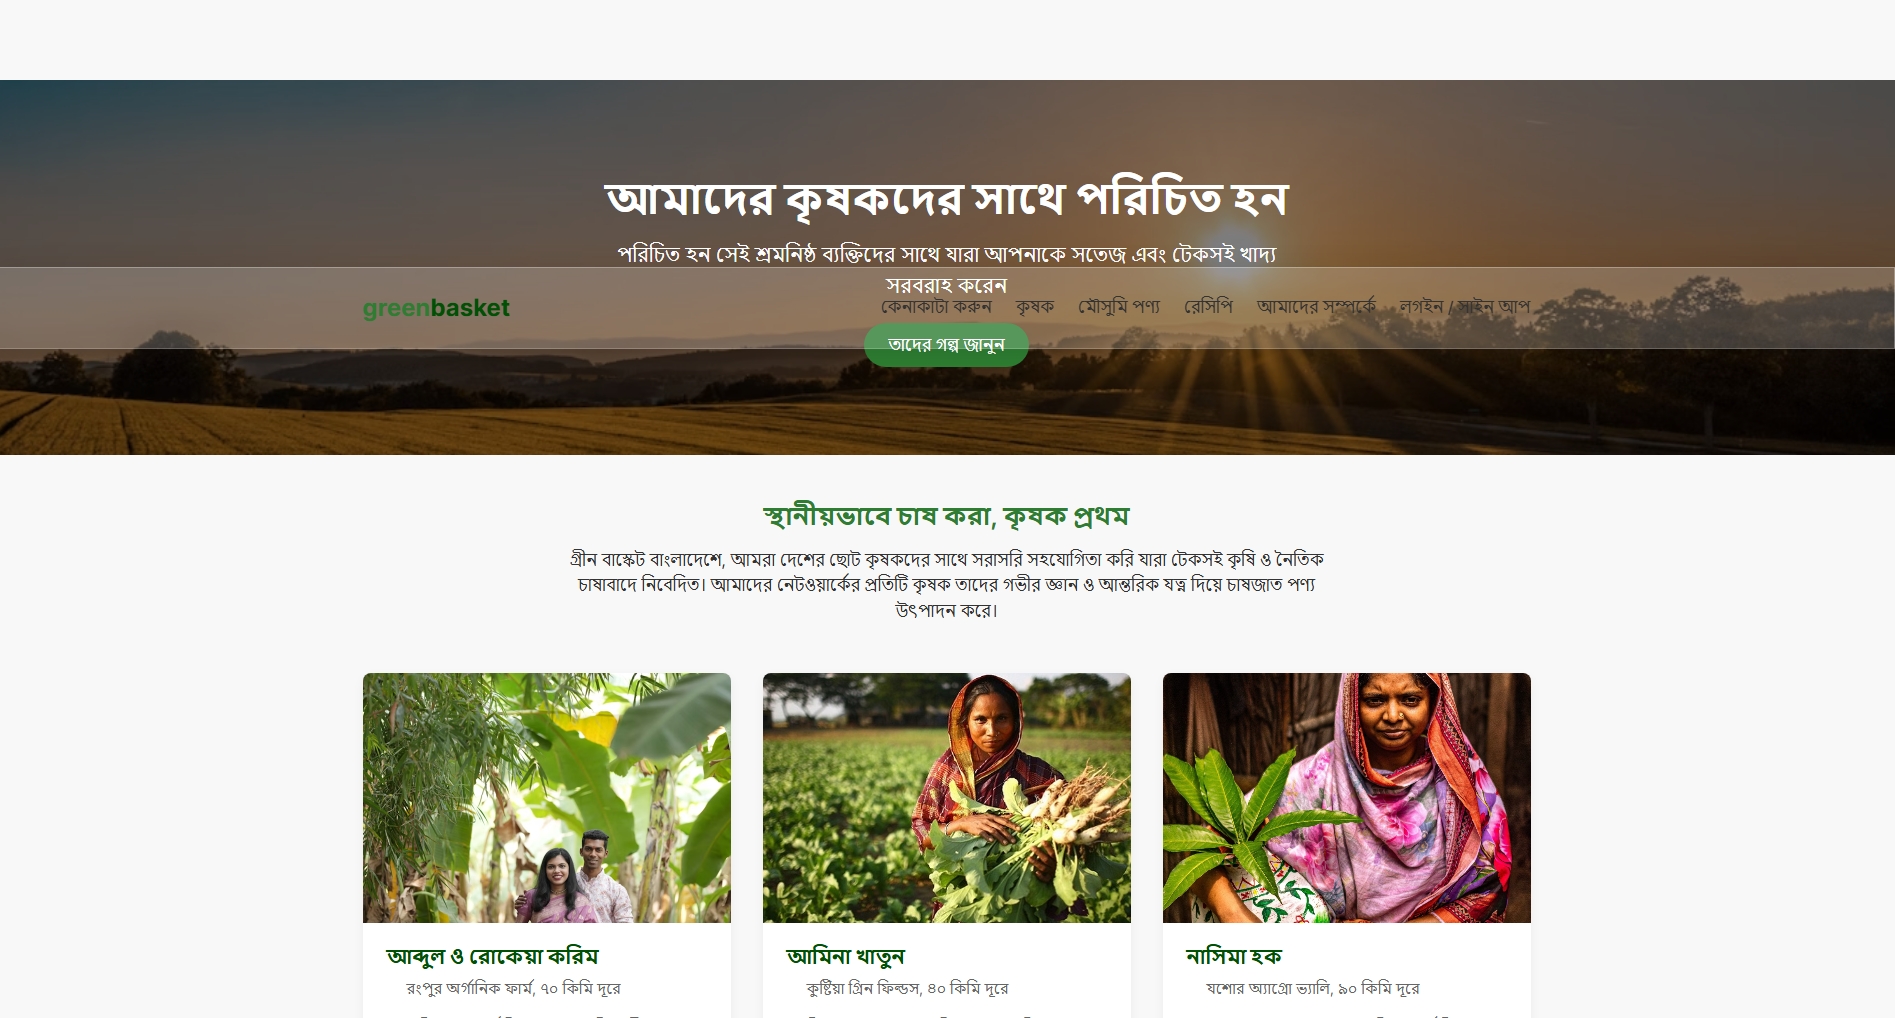 আমাদের কৃষকদের সাথে পরিচিত হন
পরিচিত হন সেই শ্রমনিষ্ঠ ব্যক্তিদের সাথে যারা আপনাকে সতেজ এবং টেকসই খাদ্য
সরবরাহ করেন
greenbasket
কেনাকাটা করুন কৃষক মৌসুমি পণ্য রেসিপি আমাদের সম্পর্কে লগইন / সাইন আপ
তাদের গল্প জানুন
স্থানীয়ভাবে চাষ করা, কৃষক প্রথম
গ্রীন বাস্কেট বাংলাদেশে, আমরা দেশের ছোট কৃষকদের সাথে সরাসরি সহযোগিতা করি যারা টেকসই কৃষি ও নৈতিক
চাষাবাদে নিবেদিত। আমাদের নেটওয়ার্কের প্রতিটি কৃষক তাদের গভীর জ্ঞান ও আন্তরিক যত্ন দিয়ে চাষজাত পণ্য
উৎপাদন করে।
আব্দুল ও রোকেয়া করিম
রংপুর অর্গানিক ফার্ম, ৭০ কিমি দূরে
আমিনা খাতুন
কুষ্টিয়া গ্রিন ফিল্ডস, ৪০ কিমি দূরে
নাসিমা হক
যশোর অ্যাগ্রো ভ্যালি, ৯০ কিমি দূরে